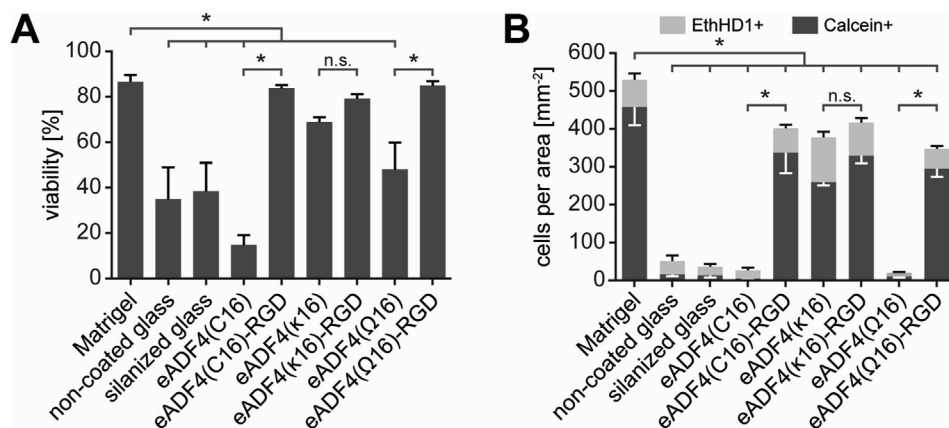 A
viability [%]
100
80
60
40
20
0
*
*
n.s.
*
Matrigel
non-coated glass
silanized glass
eADF4(C16)
eADF4(C16)-RGD
eADF4(κ16)
eADF4(κ16)-RGD
eADF4(Ω16)
eADF4(Ω16)-RGD
B
EthHD1+
Calcein+
cells per area [mm-2]
600
500
400
300
200
100
0
*
*
n.s.
*
Matrigel
non-coated glass
silanized glass
eADF4(C16)
eADF4(C16)-RGD
eADF4(κ16)
eADF4(κ16)-RGD
eADF4(Ω16)
eADF4(Ω16)-RGD